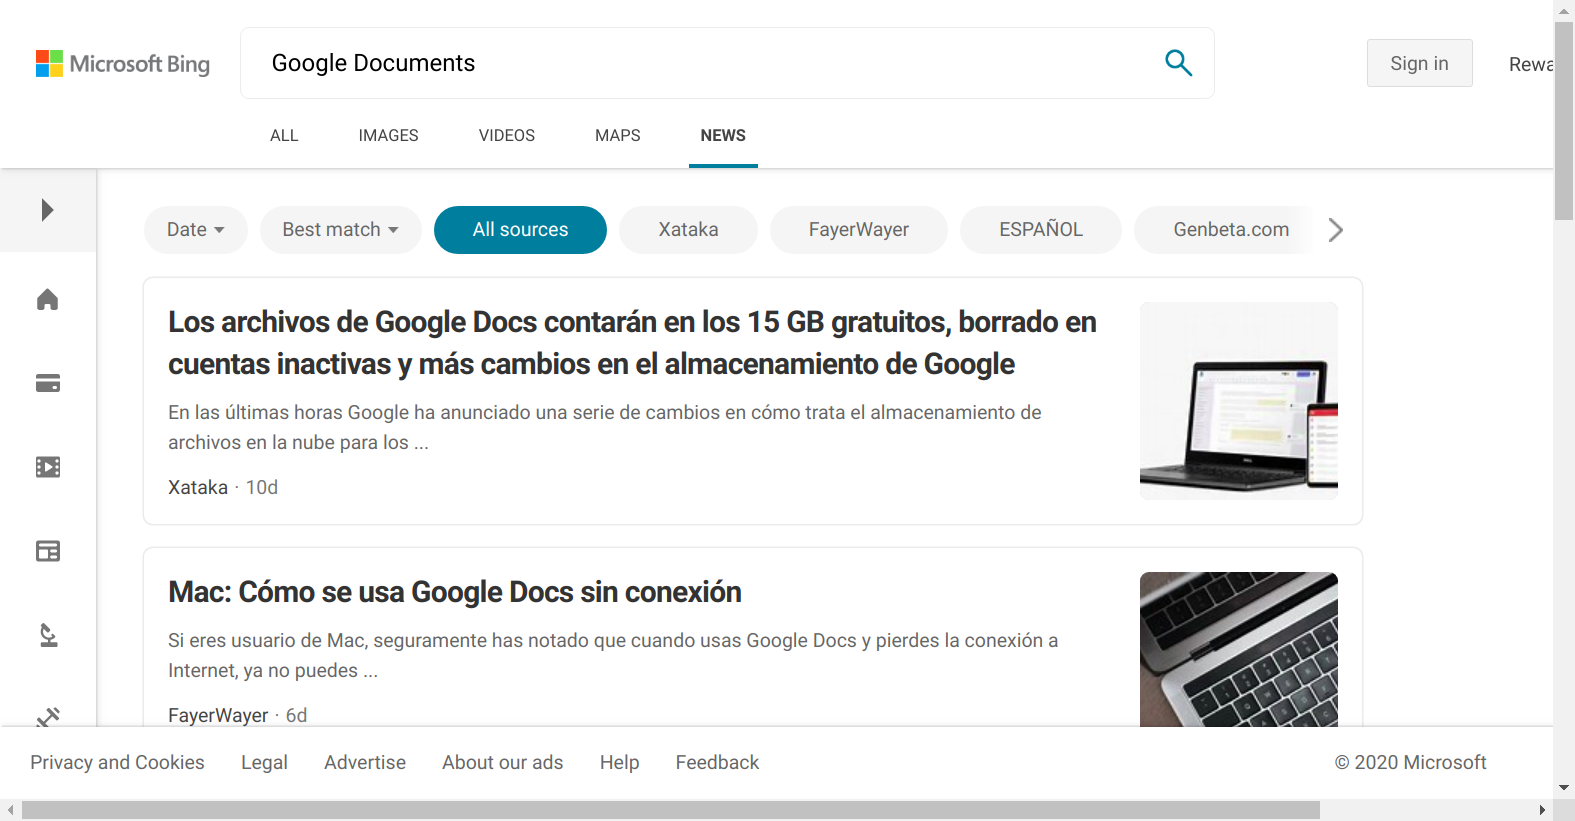 Microsoft Bing
Google Documents
Sign in
Rewa
ALL IMAGES VIDEOS MAPS NEWS
Date Best match All sources Xataka FayerWayer ESPAÑOL Genbeta.com
Los archivos de Google Docs contarán en los 15 GB gratuitos, borrado en
cuentas inactivas y más cambios en el almacenamiento de Google
En las últimas horas Google ha anunciado una serie de cambios en cómo trata el almacenamiento de
archivos en la nube para los ...
Xataka · 10d
Mac: Cómo se usa Google Docs sin conexión
Si eres usuario de Mac, seguramente has notado que cuando usas Google Docs y pierdes la conexión a
Internet, ya no puedes ...
FayerWayer · 6d
Privacy and Cookies Legal Advertise About our ads Help Feedback © 2020 Microsoft